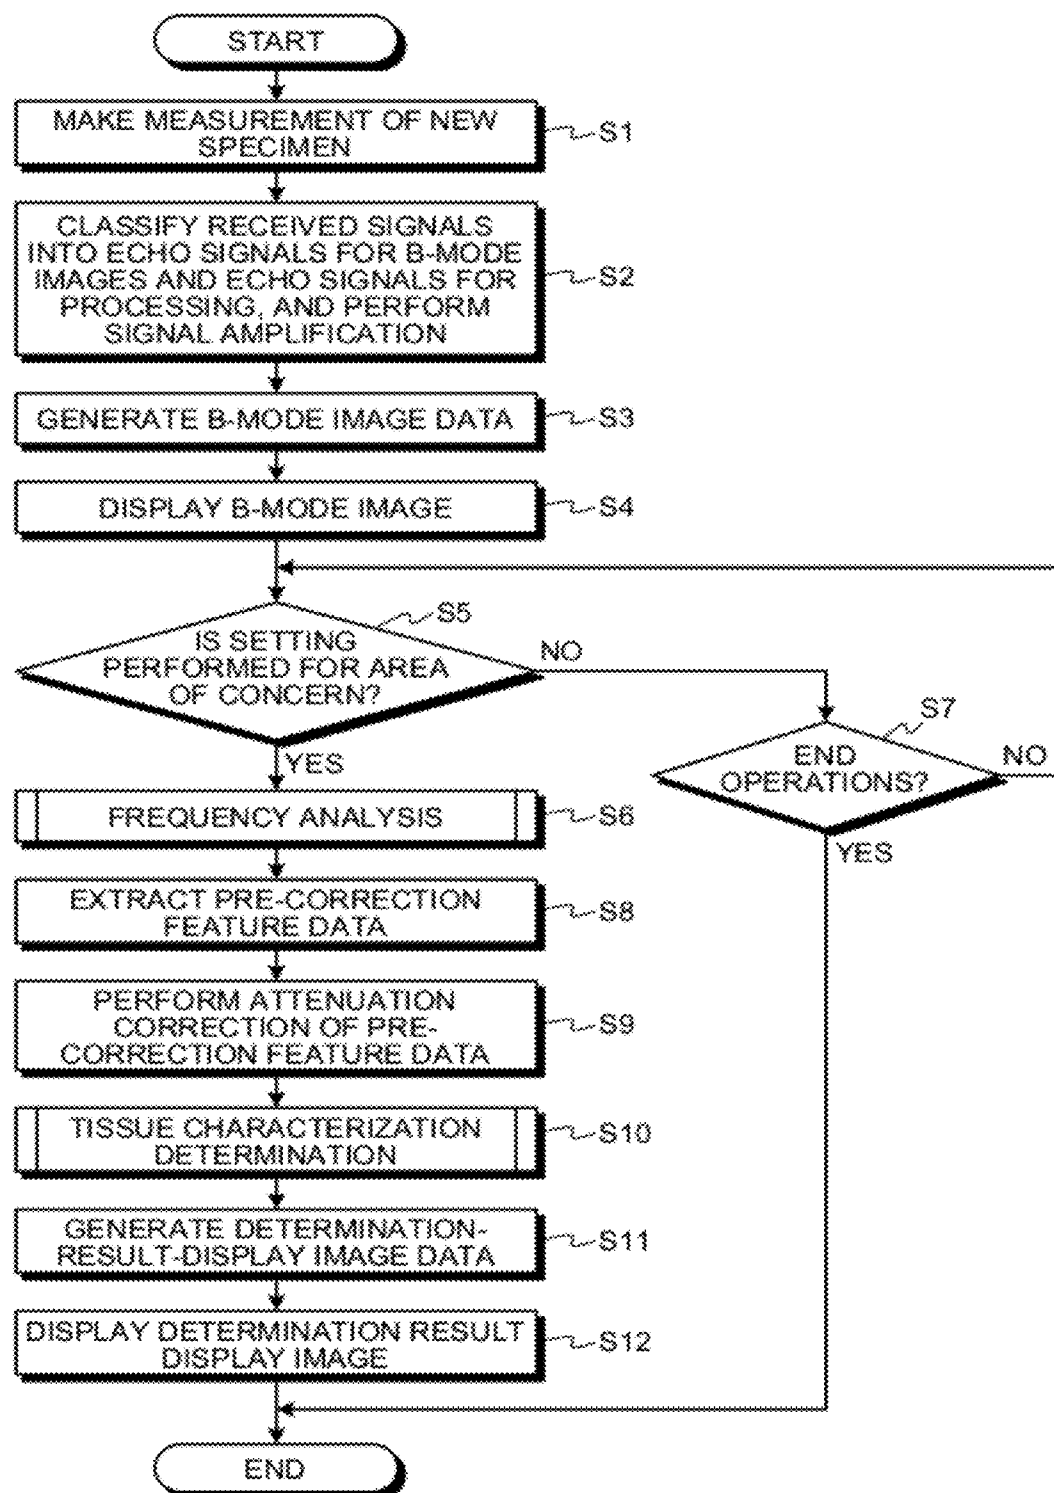 START
MAKE MEASUREMENT OF NEW
SPECIMEN
S1
CLASSIFY RECEIVED SIGNALS
INTO ECHO SIGNALS FOR B-MODE
IMAGES AND ECHO SIGNALS FOR
PROCESSING, AND PERFORM
SIGNAL AMPLIFICATION
S2
GENERATE B-MODE IMAGE DATA
S3
DISPLAY B-MODE IMAGE
S4
S5
IS SETTING
PERFORMED FOR AREA
OF CONCERN?
NO
YES
S7
END
OPERATIONS?
NO
YES
FREQUENCY ANALYSIS
S6
EXTRACT PRE-CORRECTION
FEATURE DATA
S8
PERFORM ATTENUATION
CORRECTION OF PRE-
CORRECTION FEATURE DATA
S9
TISSUE CHARACTERIZATION
DETERMINATION
S10
GENERATE DETERMINATION-
RESULT-DISPLAY IMAGE DATA
S11
DISPLAY DETERMINATION RESULT
DISPLAY IMAGE
S12
END